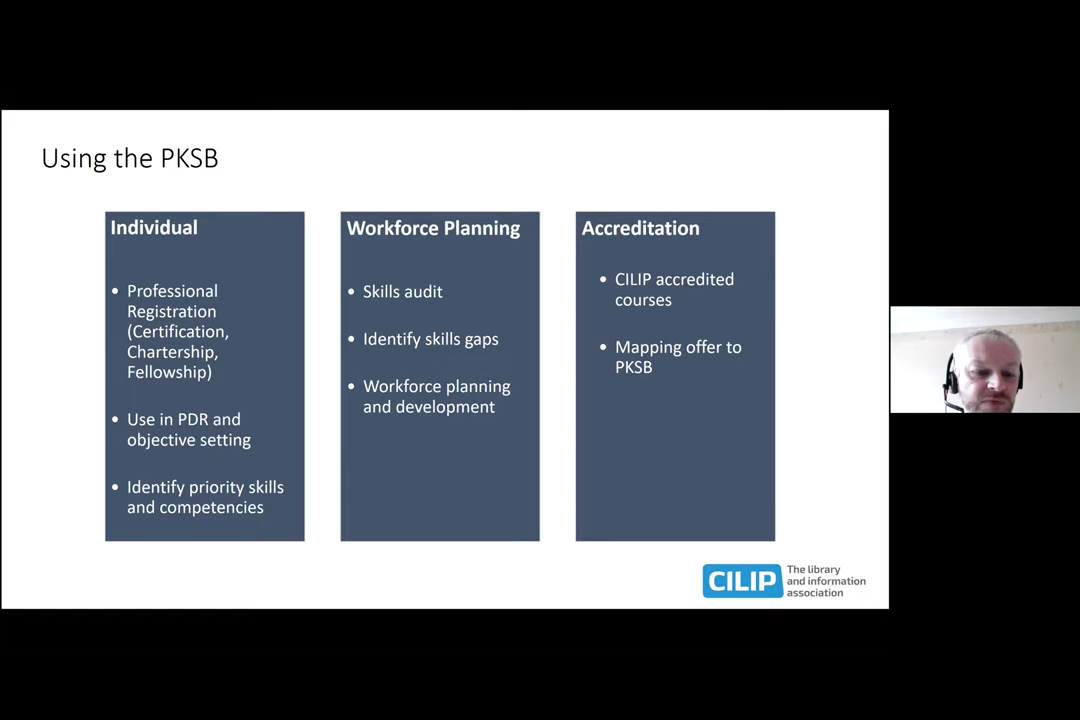 Using the PKSB
Individual
• Professional
Registration
(Certification,
Chartership,
Fellowship)
• Use in PDR and
objective setting
• Identify priority skills
and competencies
Workforce Planning
• Skills audit
• Identify skills gaps
• Workforce planning
and development
Accreditation
• CILIP accredited
courses
• Mapping offer to
PKSB
CILIP
The library
and information
association